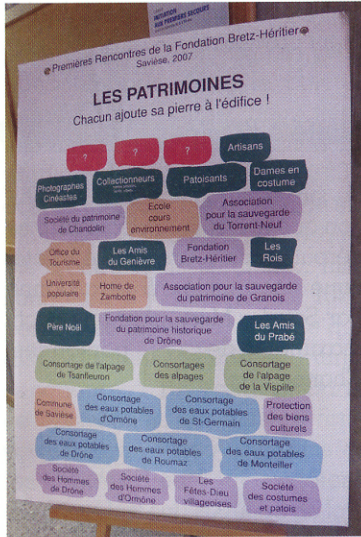 INITIATION
AUX PREMIERS SECOURS
Premières Rencontres de la Fondation Bretz-Héritier
Savièse, 2007
LES PATRIMOINES
Chacun ajoute sa pierre à l'édifice !
?
?
?
Artisans
Photographes
Cinéastes
Collectionneurs
Patoisants
Dames en
costume
Société du patrimoine
de Chandolin
Ecole
cours
environnement
Association
pour la sauvegarde
du Torrent-Neuf
Office du
Tourisme
Les Amis
du Genièvre
Fondation
Bretz-Héritier
Les
Rois
Université
populaire
Home de
Zambotte
Association pour la sauvegarde
du patrimoine de Granois
Père Noël
Fondation pour la sauvegarde
du patrimoine historique
de Drône
Les Amis
du Prabé
Consortage de l'alpage
de Tsanfleuron
Consortages
des alpages
Consortage
de l'alpage
de la Vispille
Commune
de Savièse
Consortage
des eaux potables
d'Ormône
Consortage
des eaux potables
de St-Germain
Protection
des biens
culturels
Consortage
des eaux potables
de Drône
Consortage
des eaux potables
de Roumaz
Consortage
des eaux potables
de Monteiller
Société
des Hommes
de Drône
Société
des Hommes
d'Ormône
Les
Fêtes-Dieu
villageoises
Société
des costumes
et patois